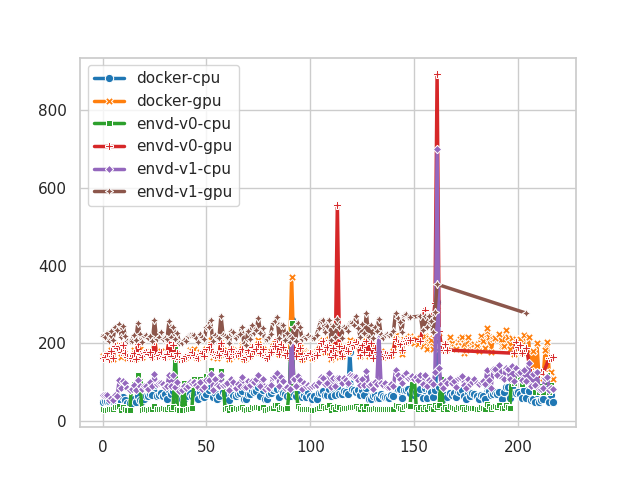 docker-cpu
docker-gpu
envd-v0-cpu
envd-v0-gpu
envd-v1-cpu
envd-v1-gpu
800
600
400
200
0
0 50 100 150 200